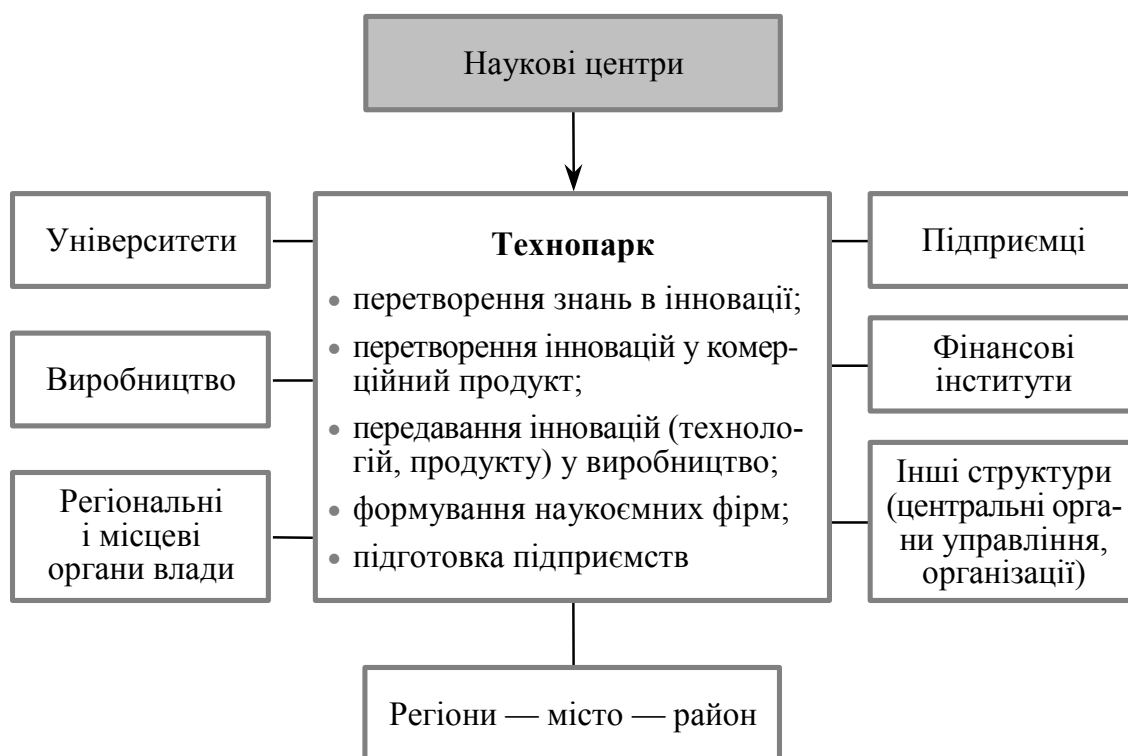 Наукові центри
Університети
Виробництво
Регіональні
і місцеві
органи влади
Технопарк
• перетворення знань в інновації;
• перетворення інновацій у комер-
ційний продукт;
• передавання інновацій (техноло-
гій, продукту) у виробництво;
• формування наукоємних фірм;
• підготовка підприємств
Підприємці
Фінансові
інститути
Інші структури
(центральні орга-
ни управління,
організації)
Регіони — місто — район